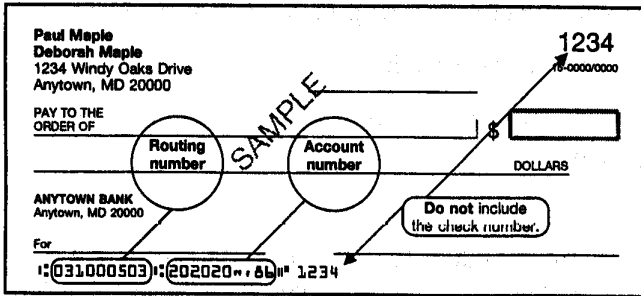 Paul Maple
Deborah Maple
1234 Windy Oaks Drive
Anytown, MD 20000
1234
15-0000/0000
SAMPLE
PAY TO THE
ORDER OF
$
Routing
number
Account
number
DOLLARS
ANYTOWN BANK
Anytown, MD 20000
Do not include
the check number.
For
⑆031000503⑆202020⑈'86⑈ 1234